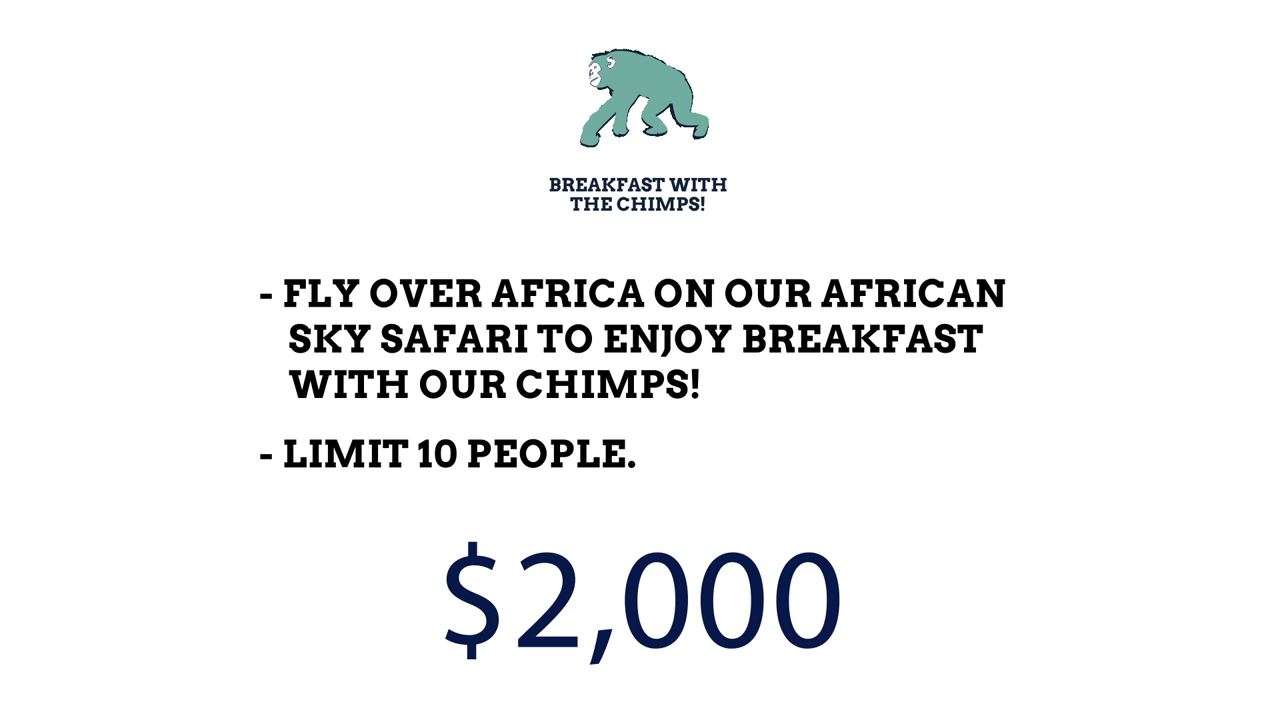 BREAKFAST WITH
THE CHIMPS!
- FLY OVER AFRICA ON OUR AFRICAN
SKY SAFARI TO ENJOY BREAKFAST
WITH OUR CHIMPS!
- LIMIT 10 PEOPLE.
$2,000